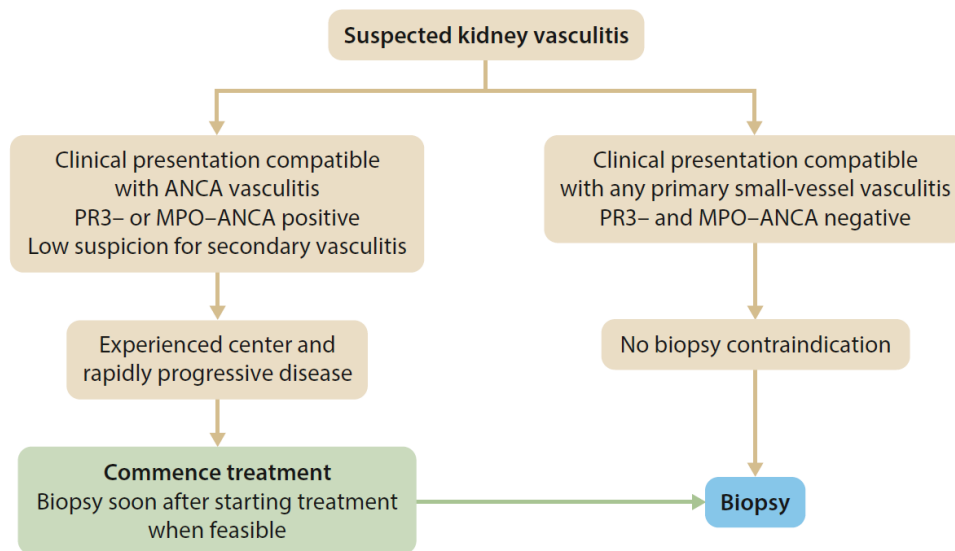 Suspected kidney vasculitis
Clinical presentation compatible
with ANCA vasculitis
PR3– or MPO–ANCA positive
Low suspicion for secondary vasculitis
Clinical presentation compatible
with any primary small-vessel vasculitis
PR3– and MPO–ANCA negative
Experienced center and
rapidly progressive disease
No biopsy contraindication
Commence treatment
Biopsy soon after starting treatment
when feasible
Biopsy